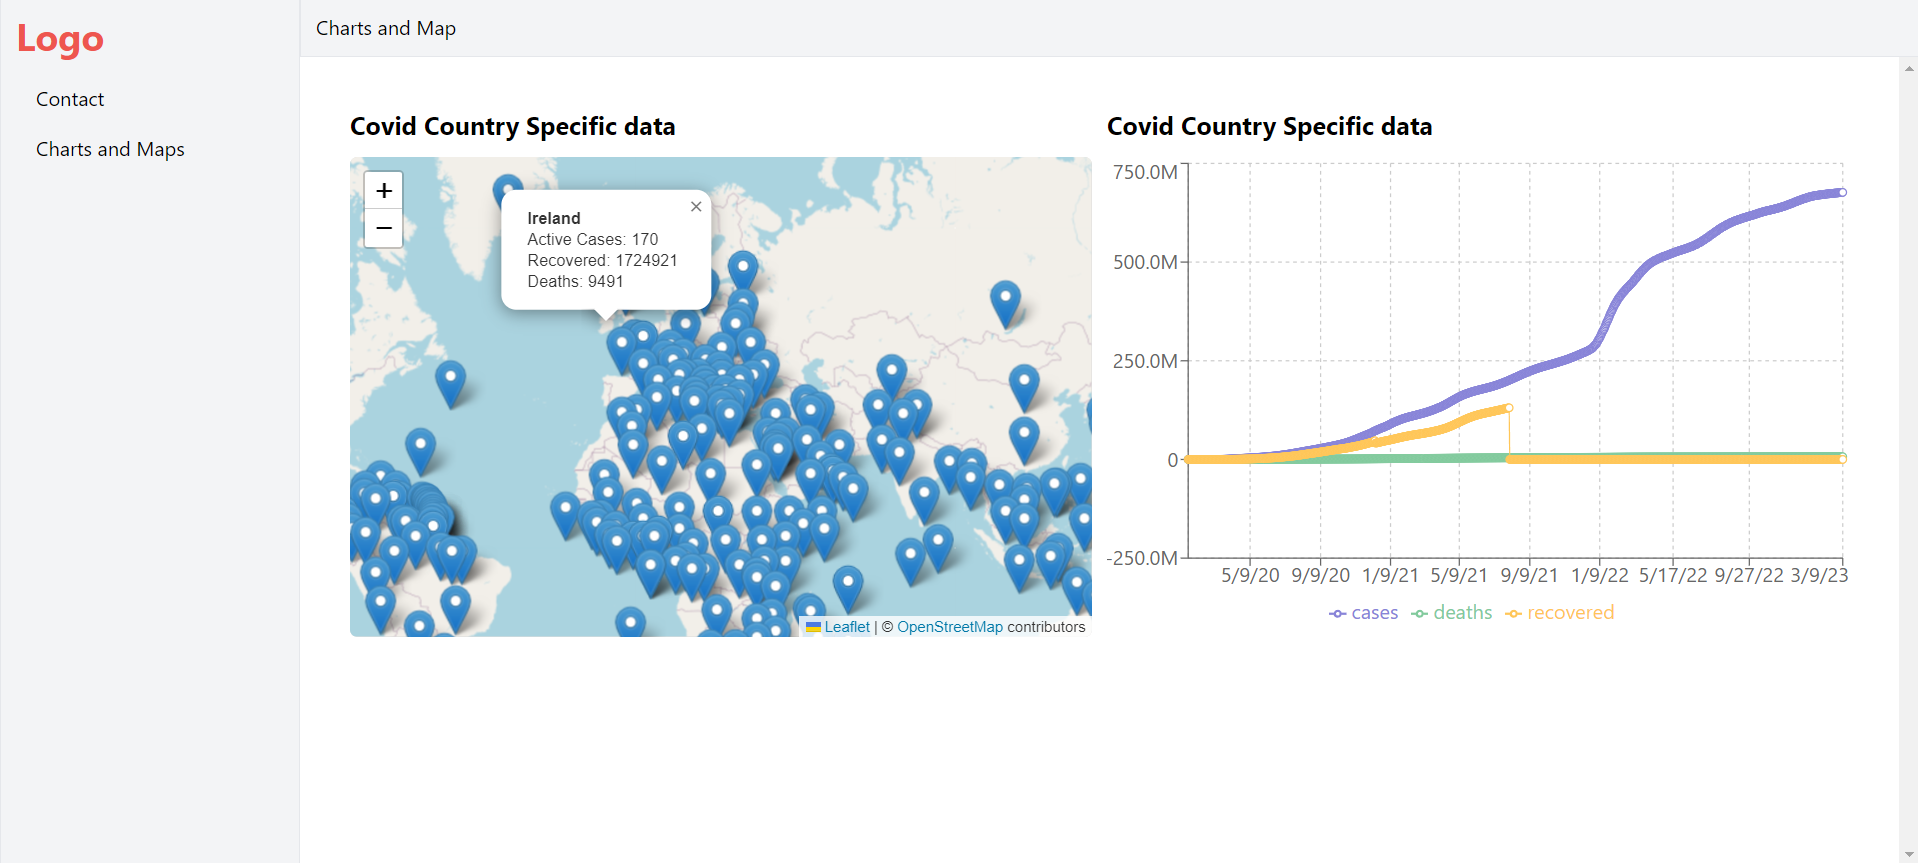 Logo
Contact
Charts and Maps
Charts and Map
Covid Country Specific data
+
−
×
Ireland
Active Cases: 170
Recovered: 1724921
Deaths: 9491
Leaflet | © OpenStreetMap contributors
Covid Country Specific data
750.0M
500.0M
250.0M
0
-250.0M
5/9/20 9/9/20 1/9/21 5/9/21 9/9/21 1/9/22 5/17/22 9/27/22 3/9/23
cases deaths recovered